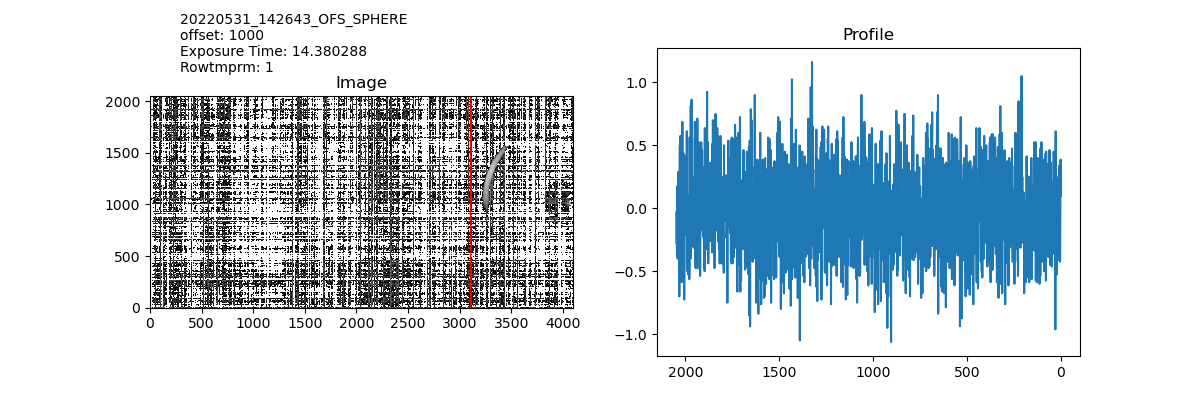 20220531_142643_OFS_SPHERE
offset: 1000
Exposure Time: 14.380288
Rowtmprm: 1
Image
2000
1500
1000
500
0
0 500 1000 1500 2000 2500 3000 3500 4000
Profile
1.0
0.5
0.0
−0.5
−1.0
2000 1500 1000 500 0